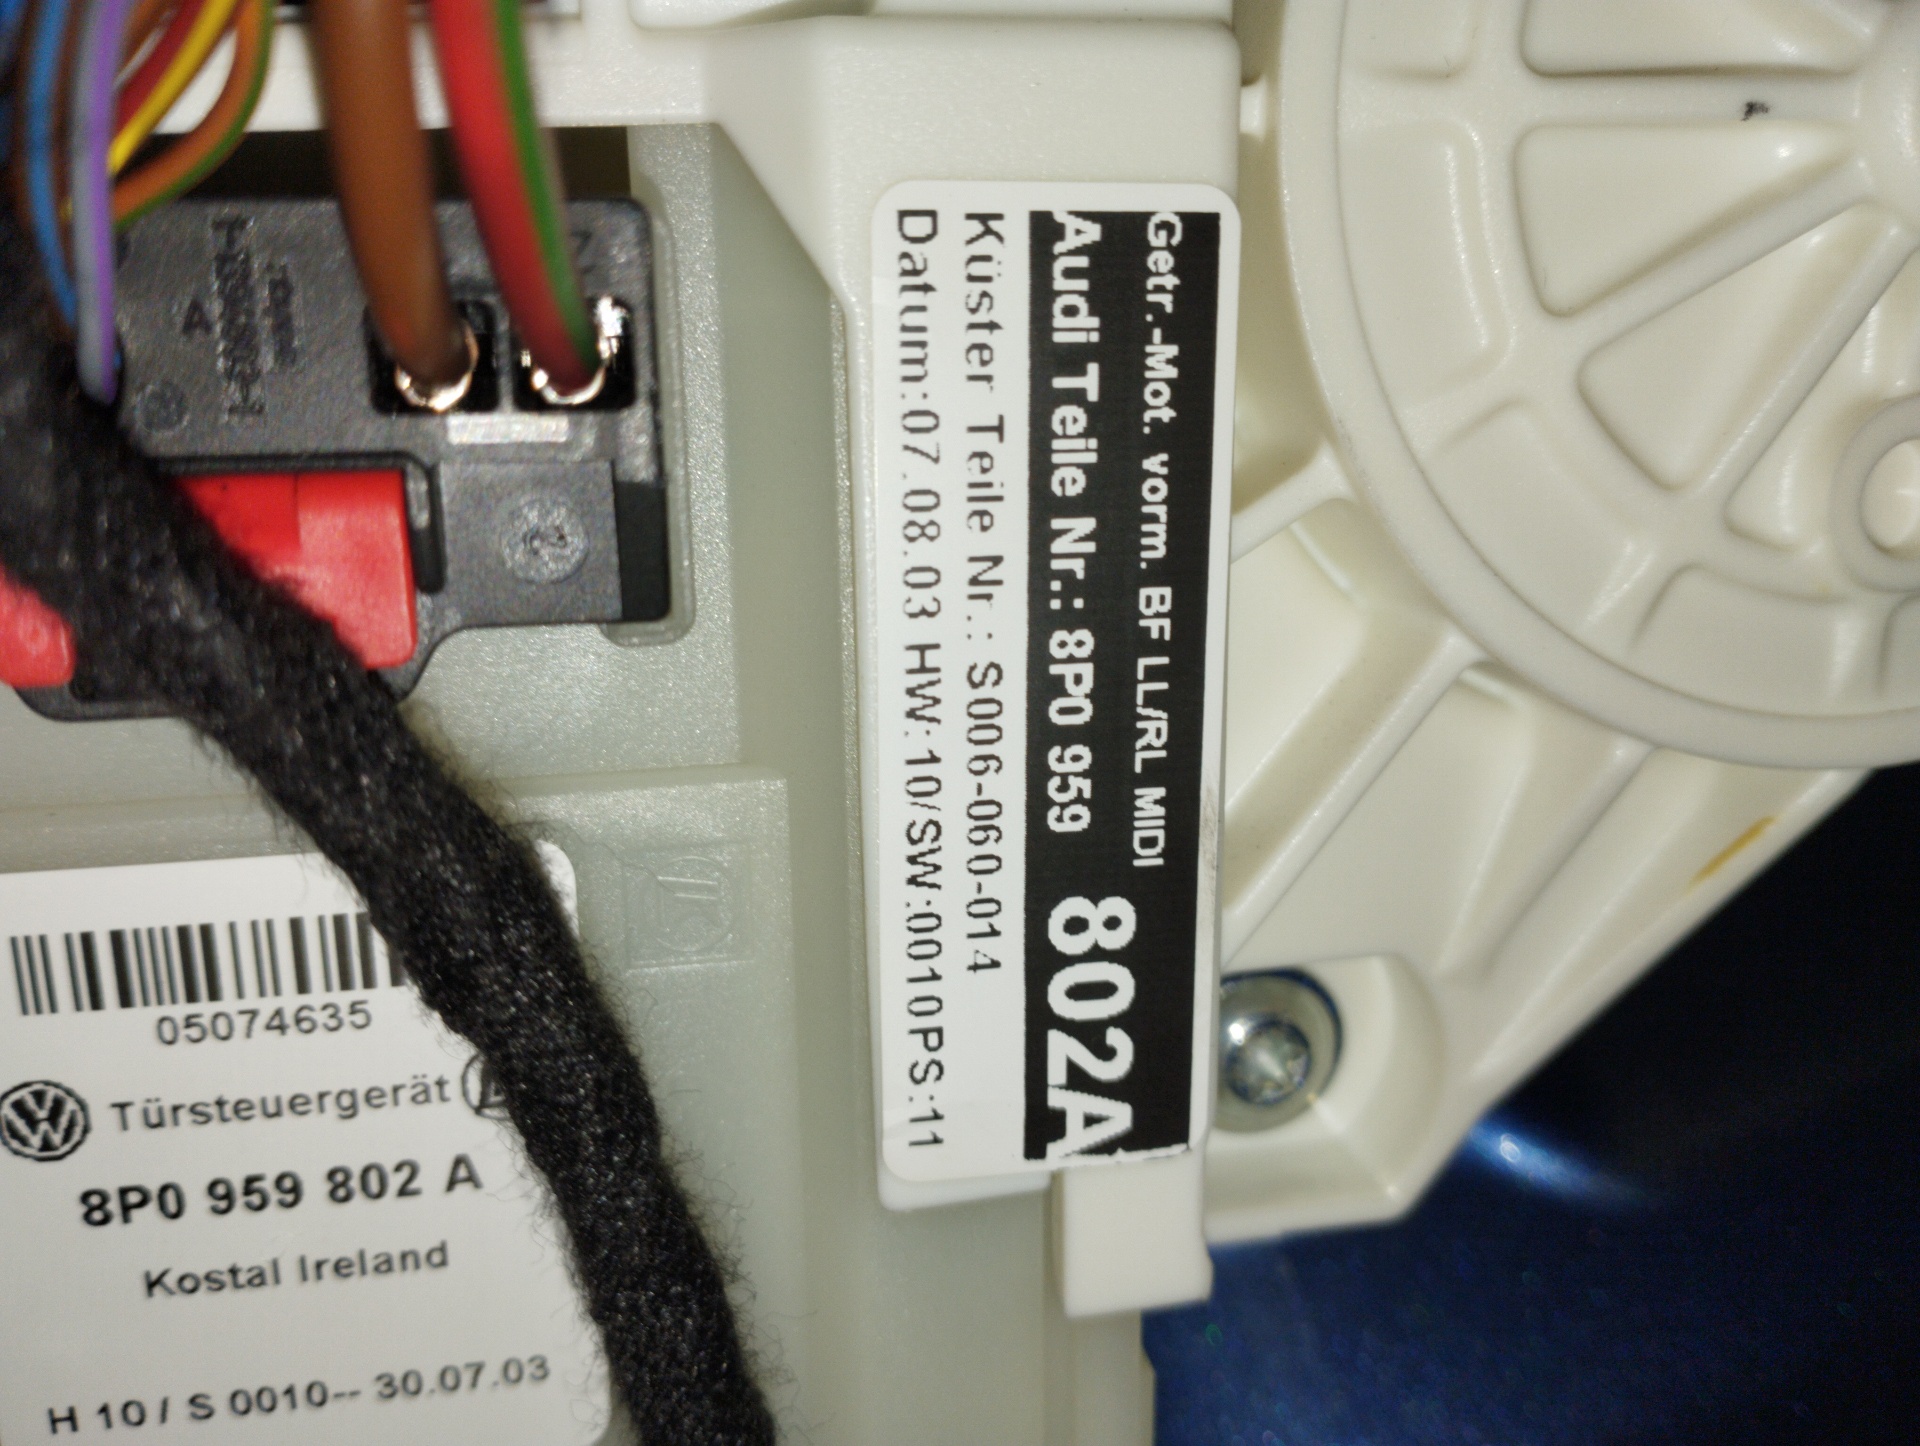 Getr.-Mot. vorm. BF LL/RL MIDI
Audi Teile Nr.: 8P0 959 802A
Küster Teile Nr.: S006-060-014
Datum:07.08.03 HW:10/SW:0010PS:11
05074635
VW Türsteuergerät
8P0 959 802 A
Kostal Ireland
H 10 / S 0010-- 30.07.03
4